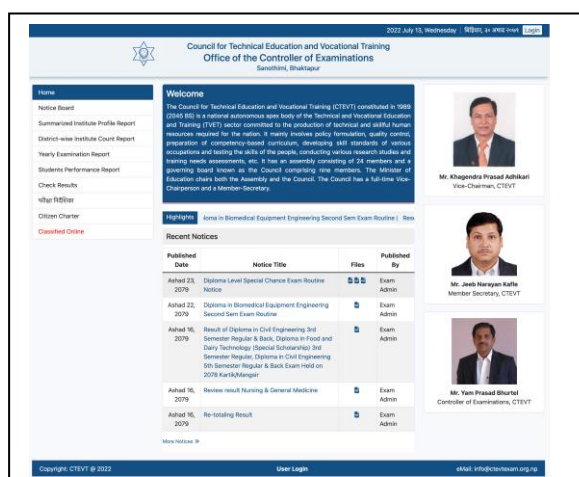 2022 July 13, Wednesday | बिहिवार, ३० अषाढ २०७९ Login
Council for Technical Education and Vocational Training
Office of the Controller of Examinations
Sanothimi, Bhaktapur
Home
Notice Board
Summarized Institute Profile Report
District-wise Institute Count Report
Yearly Examination Report
Students Performance Report
Check Results
परीक्षा निर्देशिका
Citizen Charter
Classified Online
Welcome
The Council for Technical Education and Vocational Training (CTEVT) constituted in 1989
(2045 BS) is a national autonomous apex body of the Technical and Vocational Education
and Training (TVET) sector committed to the production of technical and skillful human
resources required for the nation. It mainly involves policy formulation, quality control,
preparation of competency-based curriculum, developing skill standards of various
occupations and testing the skills of the people, conducting various research studies and
training needs assessments, etc. It has an assembly consisting of 24 members and a
governing board known as the Council comprising nine members. The Minister of
Education chairs both the Assembly and the Council. The Council has a full-time Vice-
Chairperson and a Member-Secretary.
Highlights loma in Biomedical Equipment Engineering Second Sem Exam Routine | Resu
Recent Notices
Published Date Notice Title Files Published By
Ashad 23, 2079 Diploma Level Special Chance Exam Routine Notice Exam Admin
Ashad 22, 2079 Diploma in Biomedical Equipment Engineering Second Sem Exam Routine Exam Admin
Ashad 16, 2079 Result of Diploma in Civil Engineering 3rd Semester Regular & Back, Diploma in Food and Dairy Technology (Special Scholarship) 3rd Semester Regular, Diploma in Civil Engineering 5th Semester Regular & Back Exam Held on 2078 Kartik/Mangsir Exam Admin
Ashad 16, 2079 Review result Nursing & General Medicine Exam Admin
Ashad 16, 2079 Re-totaling Result Exam Admin
More Notices »
Mr. Khagendra Prasad Adhikari
Vice-Chairman, CTEVT
Mr. Jeeb Narayan Kafle
Member Secretary, CTEVT
Mr. Yam Prasad Bhurtel
Controller of Examinations, CTEVT
Copyright: CTEVT @ 2022 User Login eMail: info@ctevtexam.org.np